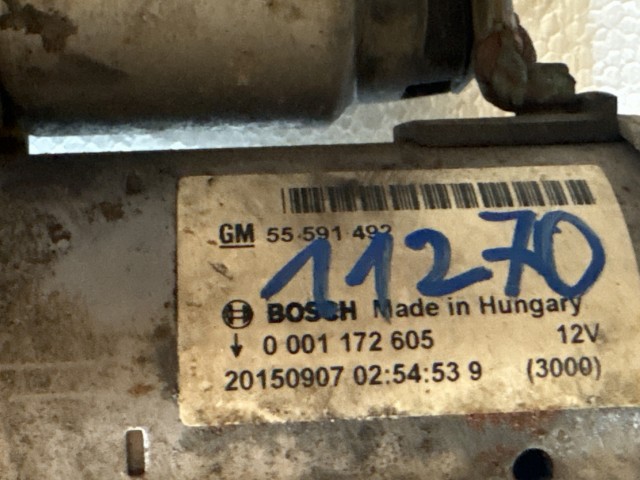 GM 55 591 492
11270
BOSCH Made in Hungary
0 001 172 605 12V
20150907 02:54:53 9 (3000)